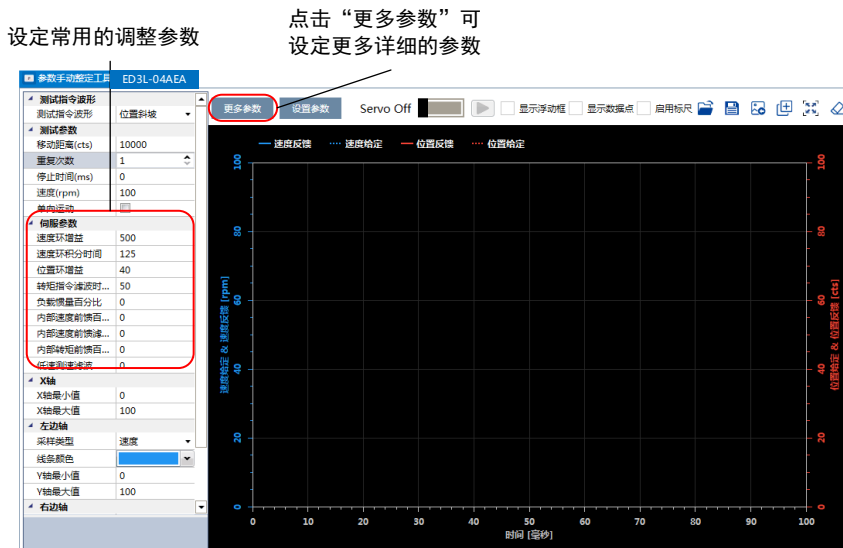 设定常用的调整参数
点击“更多参数”可
设定更多详细的参数
参数手动整定工具 ED3L-04AEA
更多参数 设置参数 Servo Off 显示浮动框 显示数据点 启用标尺
测试指令波形
测试指令波形 位置斜坡
测试参数
移动距离(cts) 10000
重复次数 1
停止时间(ms) 0
速度(rpm) 100
单向运动
伺服参数
速度环增益 500
速度环积分时间 125
位置环增益 40
转矩指令滤波时... 50
负载惯量百分比 0
内部速度前馈百... 0
内部速度前馈滤... 0
内部转矩前馈百... 0
低速测速滤波 0
X轴
X轴最小值 0
X轴最大值 100
左边轴
采样类型 速度
线条颜色
Y轴最小值 0
Y轴最大值 100
右边轴
速度反馈 速度给定 位置反馈 位置给定
速度给定 & 速度反馈 [rpm]
100
80
60
40
20
0
位置给定 & 位置反馈 [cts]
100
80
60
40
20
0
0 10 20 30 40 50 60 70 80 90 100
时间 [毫秒]